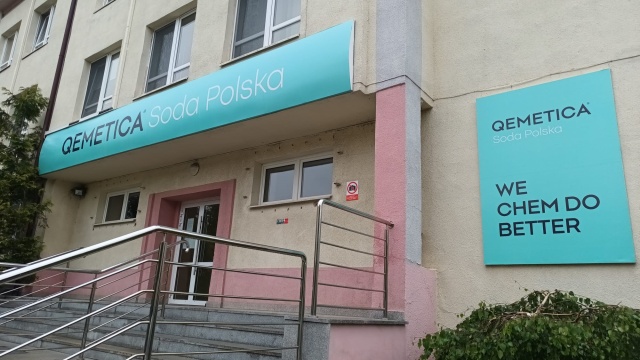 QEMETICA® Soda Polska
QEMETICA®
Soda Polska
WE
CHEM DO
BETTER